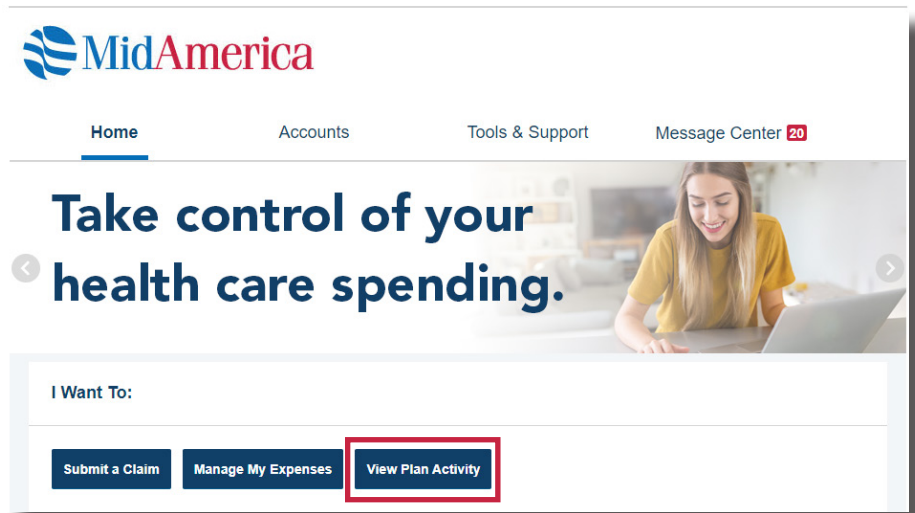 MidAmerica
Home Accounts Tools & Support Message Center 20
Take control of your
health care spending.
I Want To:
Submit a Claim Manage My Expenses View Plan Activity